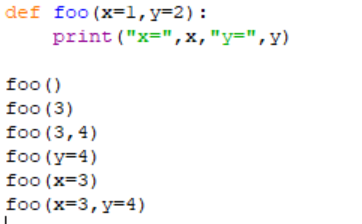 def foo(x=1,y=2):
    print("x=",x,"y=",y)
foo()
foo(3)
foo(3,4)
foo(y=4)
foo(x=3)
foo(x=3,y=4)